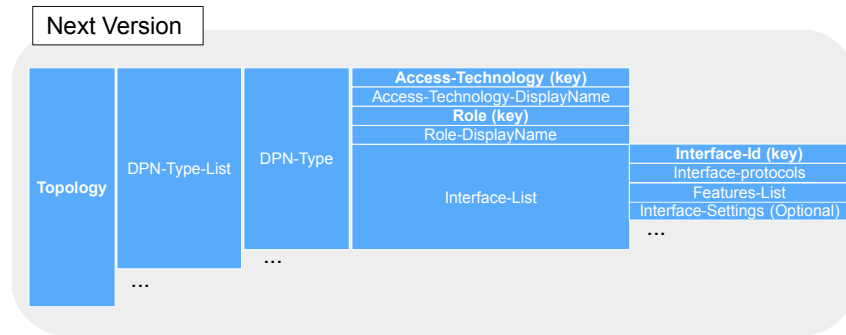 Next Version
Topology
DPN-Type-List
...
DPN-Type
...
Access-Technology (key)
Access-Technology-DisplayName
Role (key)
Role-DisplayName
Interface-List
Interface-Id (key)
Interface-protocols
Features-List
Interface-Settings (Optional)
...